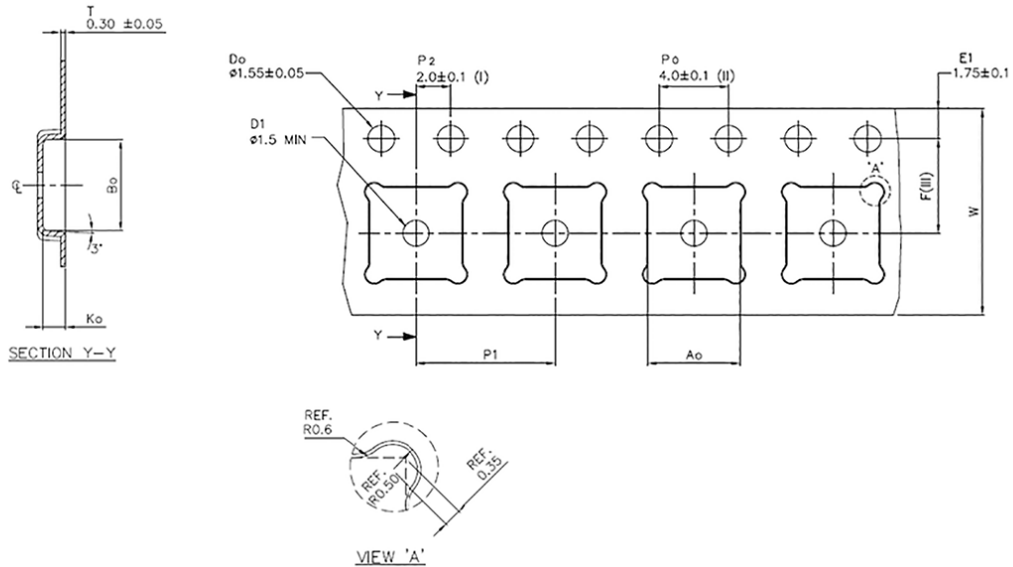 T
0.30 ±0.05
Do
ø1.55±0.05
P2
2.0±0.1 (I)
Po
4.0±0.1 (II)
E1
1.75±0.1
Y
D1
ø1.5 MIN
"A"
F(III)
W
Bo
℄
3°
Ko
Y
P1
Ao
SECTION Y-Y
REF.
R0.6
REF.
R0.50
REF.
0.35
VIEW 'A'